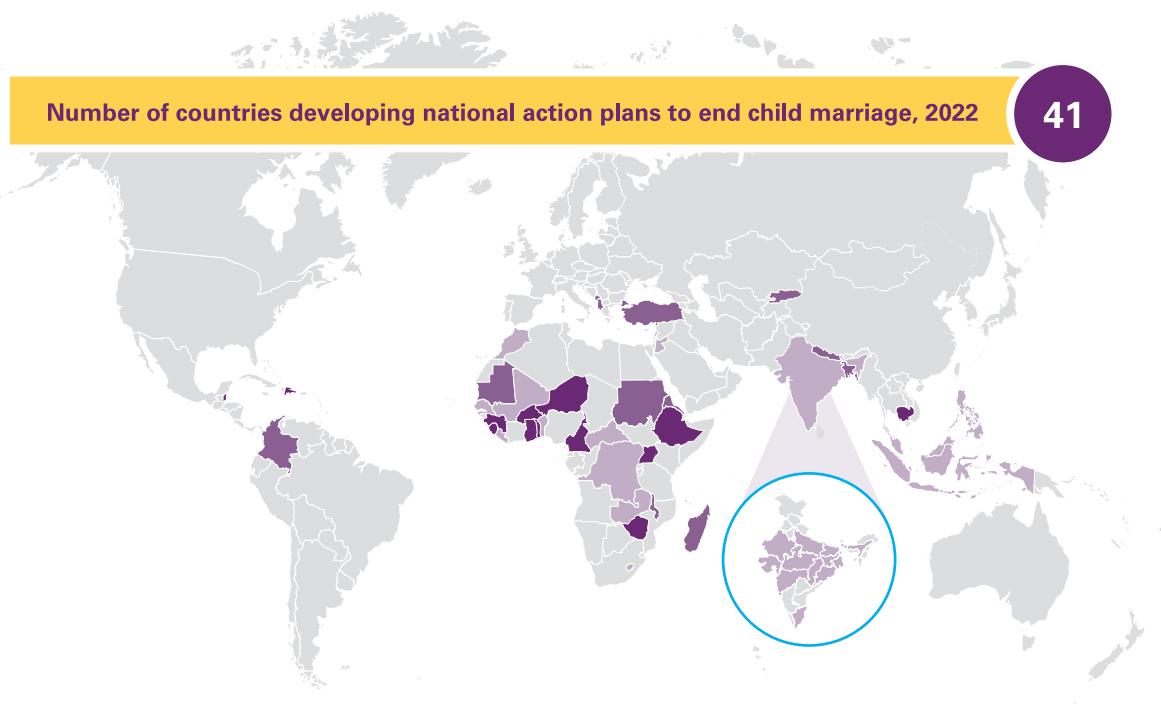 Number of countries developing national action plans to end child marriage, 2022
41